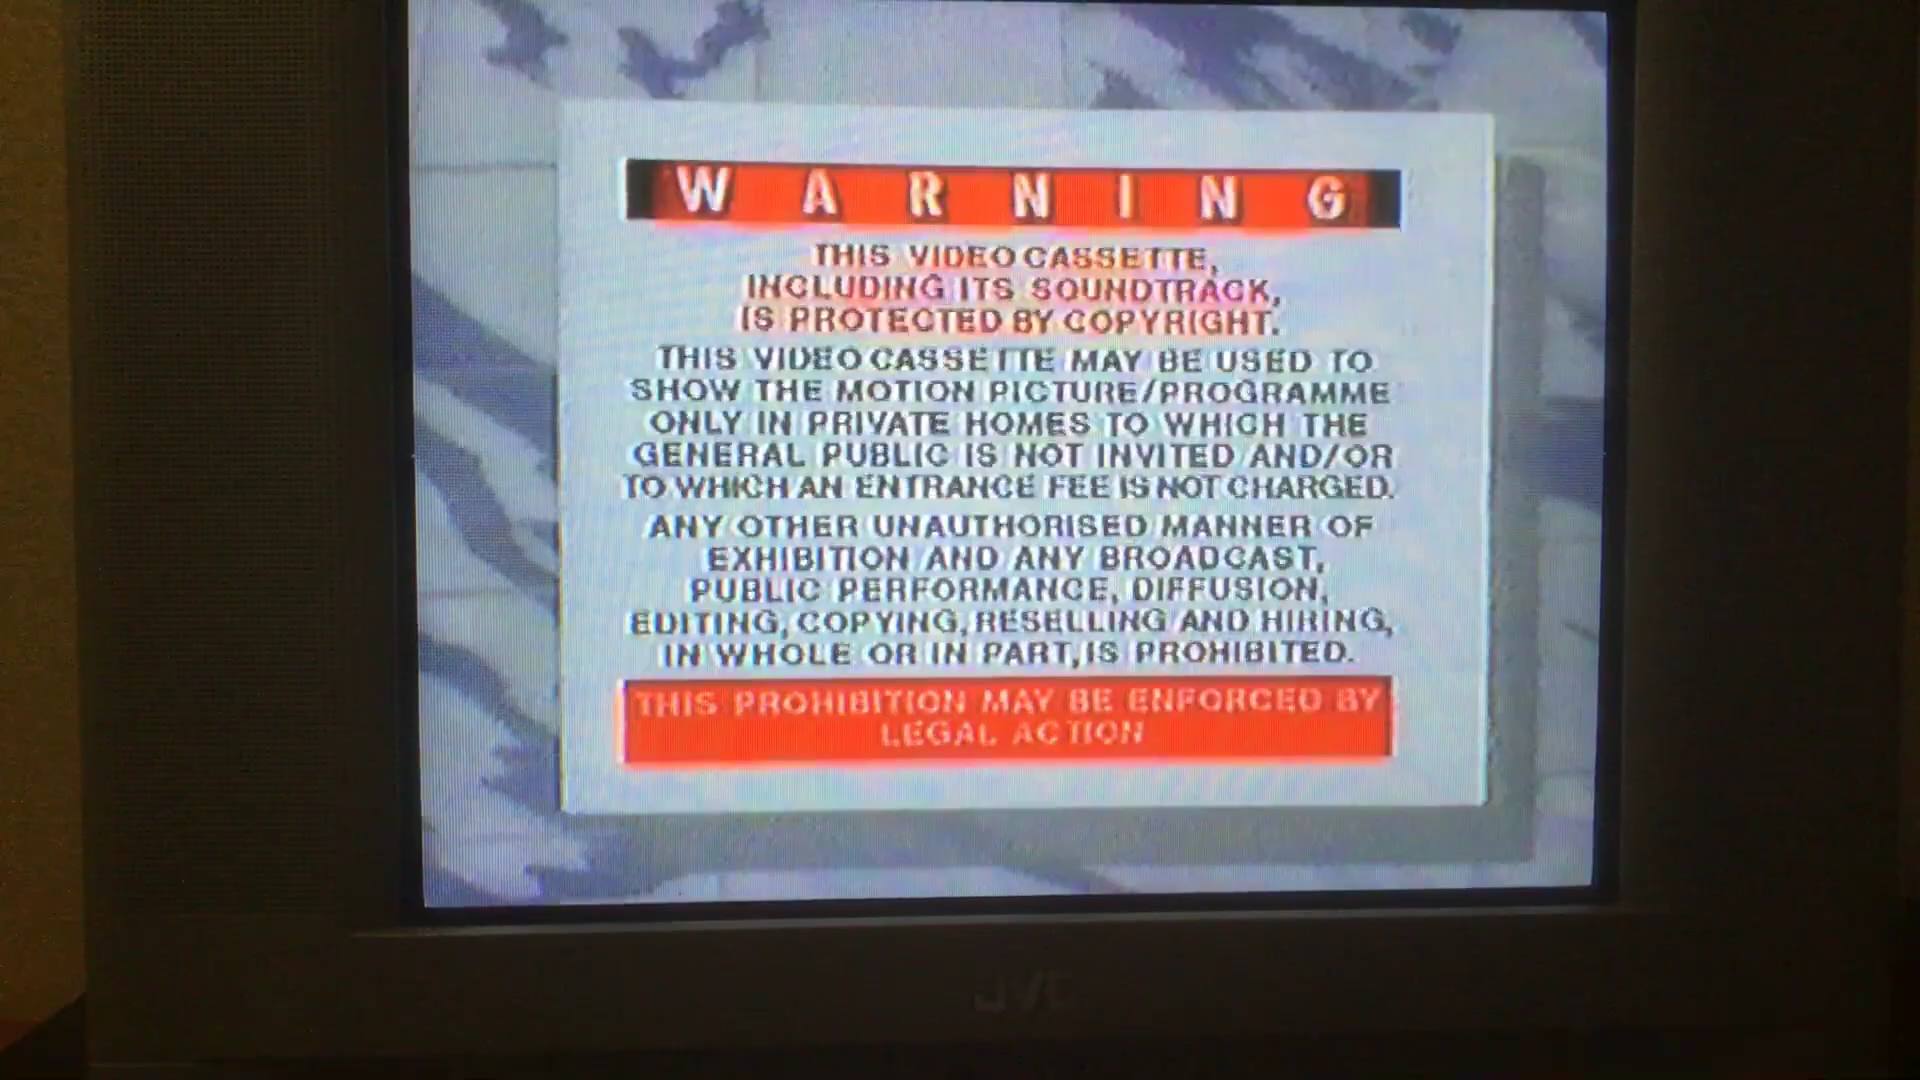 WARNING
THIS VIDEO CASSETTE,
INCLUDING ITS SOUNDTRACK,
IS PROTECTED BY COPYRIGHT.
THIS VIDEO CASSETTE MAY BE USED TO
SHOW THE MOTION PICTURE/PROGRAMME
ONLY IN PRIVATE HOMES TO WHICH THE
GENERAL PUBLIC IS NOT INVITED AND/OR
TO WHICH AN ENTRANCE FEE IS NOT CHARGED.
ANY OTHER UNAUTHORISED MANNER OF
EXHIBITION AND ANY BROADCAST,
PUBLIC PERFORMANCE, DIFFUSION,
EDITING, COPYING, RESELLING AND HIRING,
IN WHOLE OR IN PART, IS PROHIBITED.
THIS PROHIBITION MAY BE ENFORCED BY
LEGAL ACTION
JVC